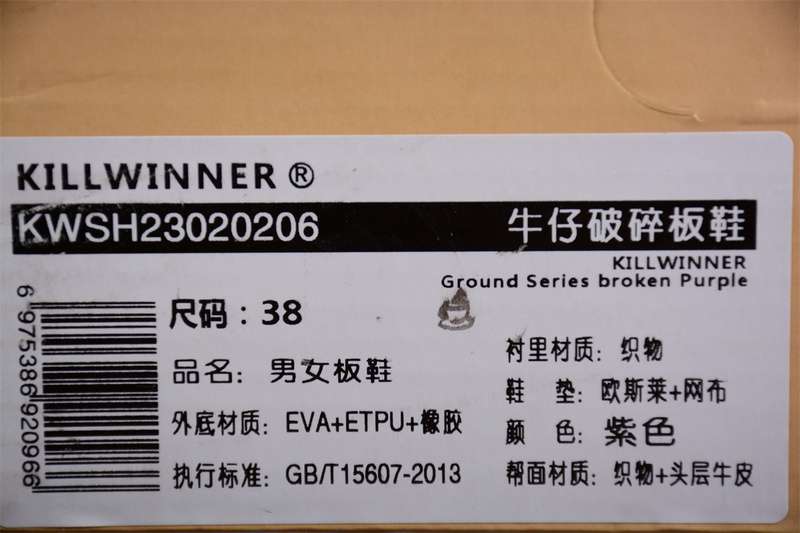 KILLWINNER ®
KWSH23020206 牛仔破碎板鞋
KILLWINNER
Ground Series broken Purple
6 975386 920966
尺码：38
品名：男女板鞋
外底材质：EVA+ETPU+橡胶
执行标准：GB/T15607-2013
衬里材质：织物
鞋 垫：欧斯莱+网布
颜 色：紫色
帮面材质：织物+头层牛皮